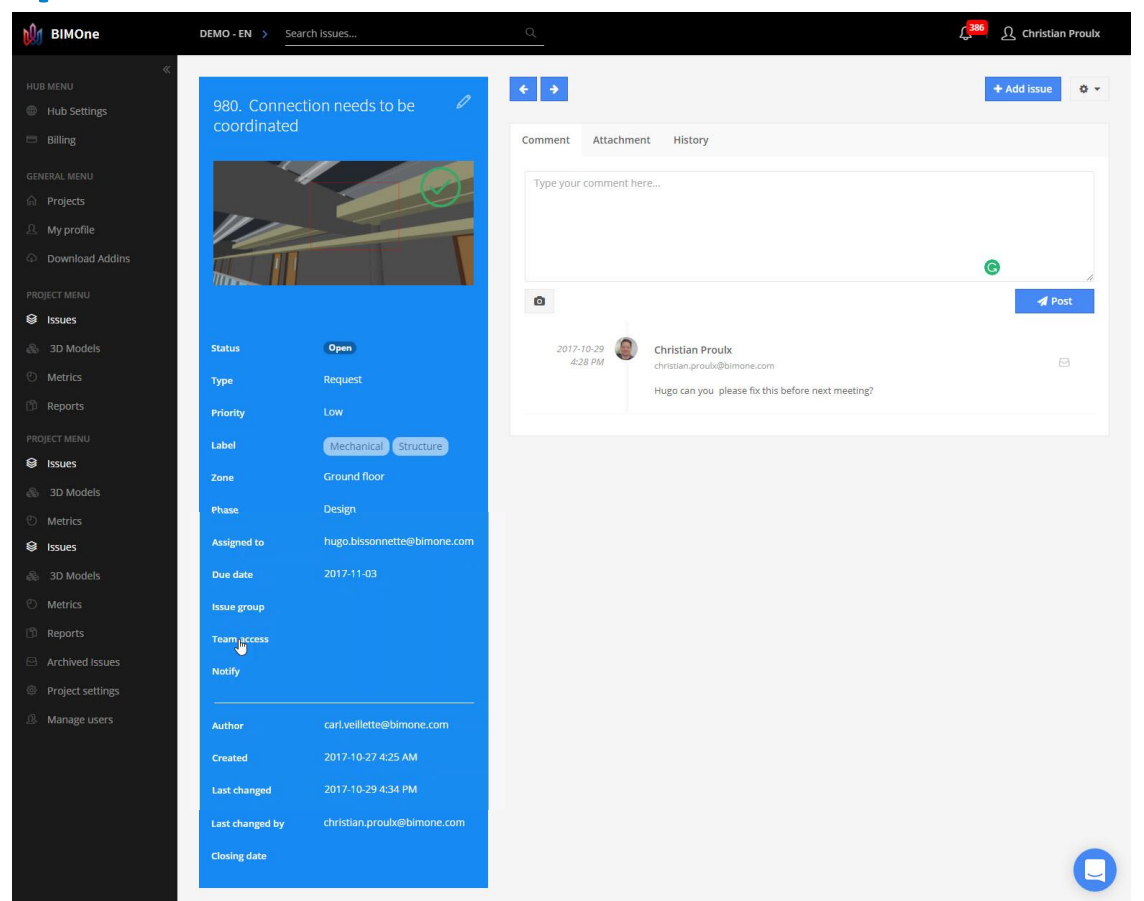 BIMOne
DEMO - EN > Search issues...
386
Christian Proulx
HUB MENU
Hub Settings
Billing
GENERAL MENU
Projects
My profile
Download Addins
PROJECT MENU
Issues
3D Models
Metrics
Reports
PROJECT MENU
Issues
3D Models
Metrics
Issues
3D Models
Metrics
Reports
Archived Issues
Project settings
Manage users
980. Connection needs to be
coordinated
Status Open
Type Request
Priority Low
Label Mechanical Structure
Zone Ground floor
Phase Design
Assigned to hugo.bissonnette@bimone.com
Due date 2017-11-03
Issue group
Team access
Notify
Author carl.veillette@bimone.com
Created 2017-10-27 4:25 AM
Last changed 2017-10-29 4:34 PM
Last changed by christian.proulx@bimone.com
Closing date
+ Add issue
Comment Attachment History
Type your comment here...
Post
2017-10-29
4:28 PM
Christian Proulx
christian.proulx@bimone.com
Hugo can you please fix this before next meeting?